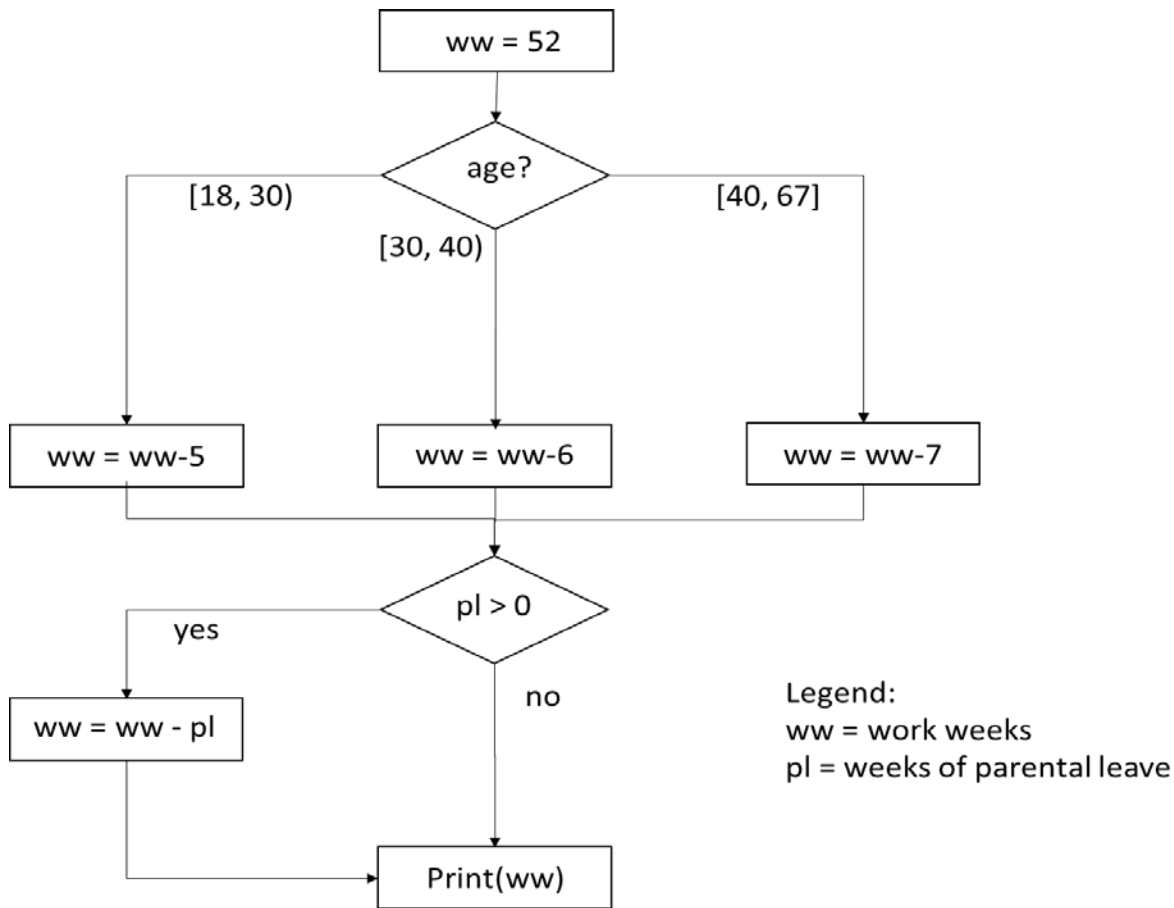 ww = 52
age?
[18, 30)
[30, 40)
[40, 67]
ww = ww-5
ww = ww-6
ww = ww-7
pl > 0
yes
no
ww = ww - pl
Legend:
ww = work weeks
pl = weeks of parental leave
Print(ww)